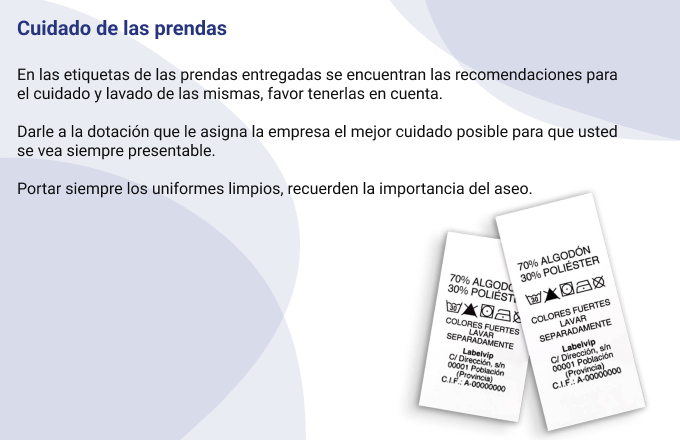 Cuidado de las prendas
En las etiquetas de las prendas entregadas se encuentran las recomendaciones para
el cuidado y lavado de las mismas, favor tenerlas en cuenta.
Darle a la dotación que le asigna la empresa el mejor cuidado posible para que usted
se vea siempre presentable.
Portar siempre los uniformes limpios, recuerden la importancia del aseo.
70% ALGODÓ
30% POLIÉST
30
COLORES FUERTES
LAVAR
SEPARADAMENTE
Labelvip
C/ Dirección, s/n
00001 Población
(Provincia)
C.I.F.: A-00000000
70% ALGODÓN
30% POLIÉSTER
30
COLORES FUERTES
LAVAR
SEPARADAMENTE
Labelvip
C/ Dirección, s/n
00001 Población
(Provincia)
C.I.F.: A-00000000